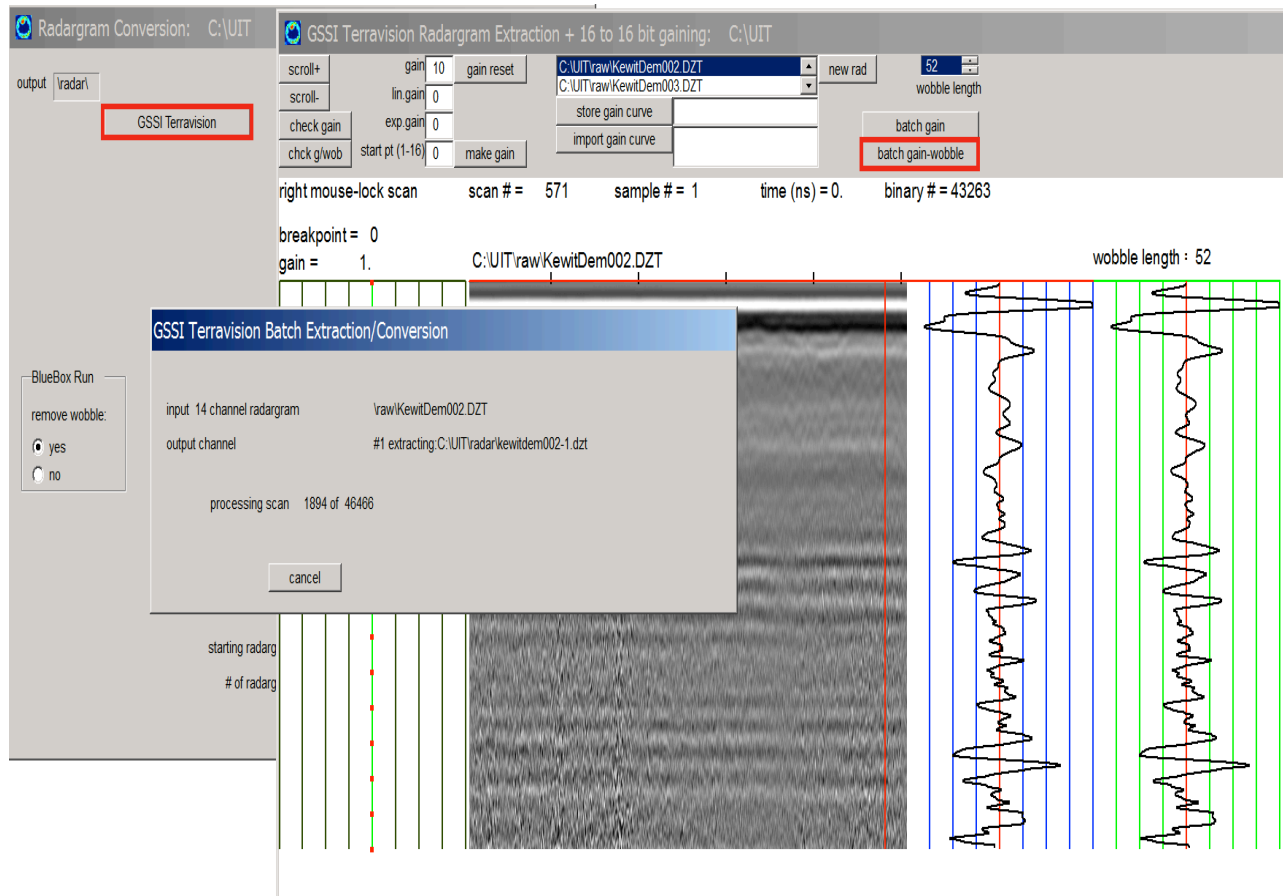 Radargram Conversion: C:\UIT
output \radar\
GSSI Terravision
BlueBox Run
remove wobble:
yes
no
starting radarg
# of radarg
GSSI Terravision Radargram Extraction + 16 to 16 bit gaining: C:\UIT
scroll+ gain 10 gain reset C:\UIT\raw\KewitDem002.DZT new rad 52
scroll- lin.gain 0 C:\UIT\raw\KewitDem003.DZT wobble length
check gain exp.gain 0 store gain curve batch gain
chck g/wob start pt (1-16) 0 make gain import gain curve batch gain-wobble
right mouse-lock scan scan # = 571 sample # = 1 time (ns) = 0. binary # = 43263
breakpoint = 0
gain = 1. C:\UIT\raw\KewitDem002.DZT wobble length : 52
GSSI Terravision Batch Extraction/Conversion
input 14 channel radargram \raw\KewitDem002.DZT
output channel #1 extracting:C:\UIT\radar\kewitdem002-1.dzt
processing scan 1894 of 46466
cancel